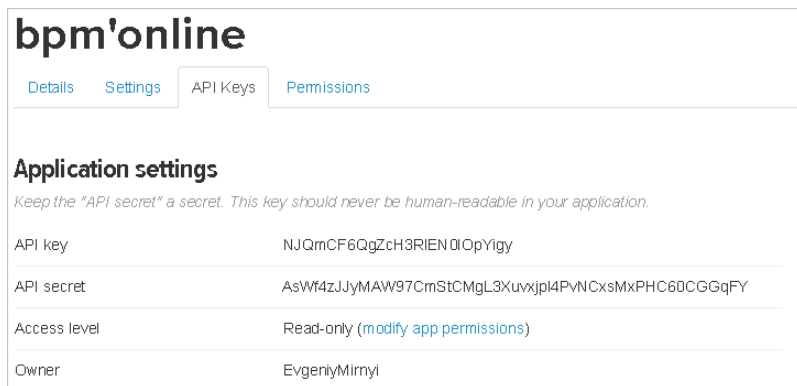 bpm'online
Details Settings API Keys Permissions
Application settings
Keep the "API secret" a secret. This key should never be human-readable in your application.
API key NJQmCF6QgZcH3RlEN0lOpYigy
API secret AsWf4zJJyMAW97CmStCMgL3Xuvxjpl4PvNCxsMxPHC60CGGqFY
Access level Read-only (modify app permissions)
Owner EvgeniyMirnyi